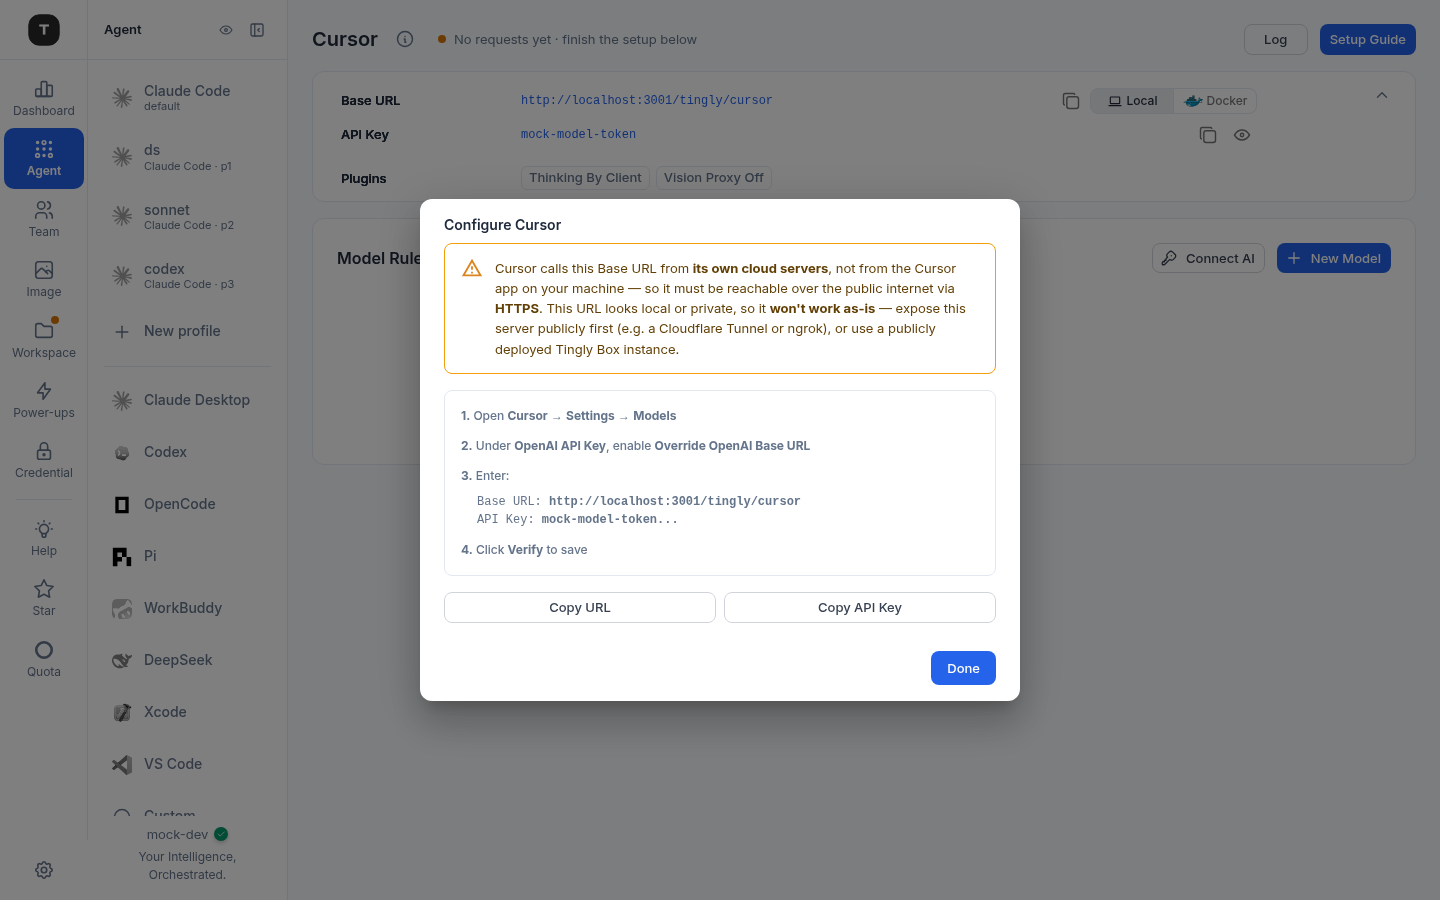 T
Agent
Dashboard
Agent
Team
Image
Workspace
Power-ups
Credential
Help
Star
Quota
Claude Code
default
ds
Claude Code · p1
sonnet
Claude Code · p2
codex
Claude Code · p3
New profile
Claude Desktop
Codex
OpenCode
Pi
WorkBuddy
DeepSeek
Xcode
VS Code
Custom
mock-dev
Your Intelligence,
Orchestrated.
Cursor
No requests yet · finish the setup below
Log
Setup Guide
Base URL
http://localhost:3001/tingly/cursor
Local
Docker
API Key
mock-model-token
Plugins
Thinking By Client
Vision Proxy Off
Model Rule
Connect AI
New Model
Configure Cursor
Cursor calls this Base URL from its own cloud servers, not from the Cursor
app on your machine — so it must be reachable over the public internet via
HTTPS. This URL looks local or private, so it won't work as-is — expose this
server publicly first (e.g. a Cloudflare Tunnel or ngrok), or use a publicly
deployed Tingly Box instance.
1. Open Cursor → Settings → Models
2. Under OpenAI API Key, enable Override OpenAI Base URL
3. Enter:
Base URL: http://localhost:3001/tingly/cursor
API Key: mock-model-token...
4. Click Verify to save
Copy URL
Copy API Key
Done